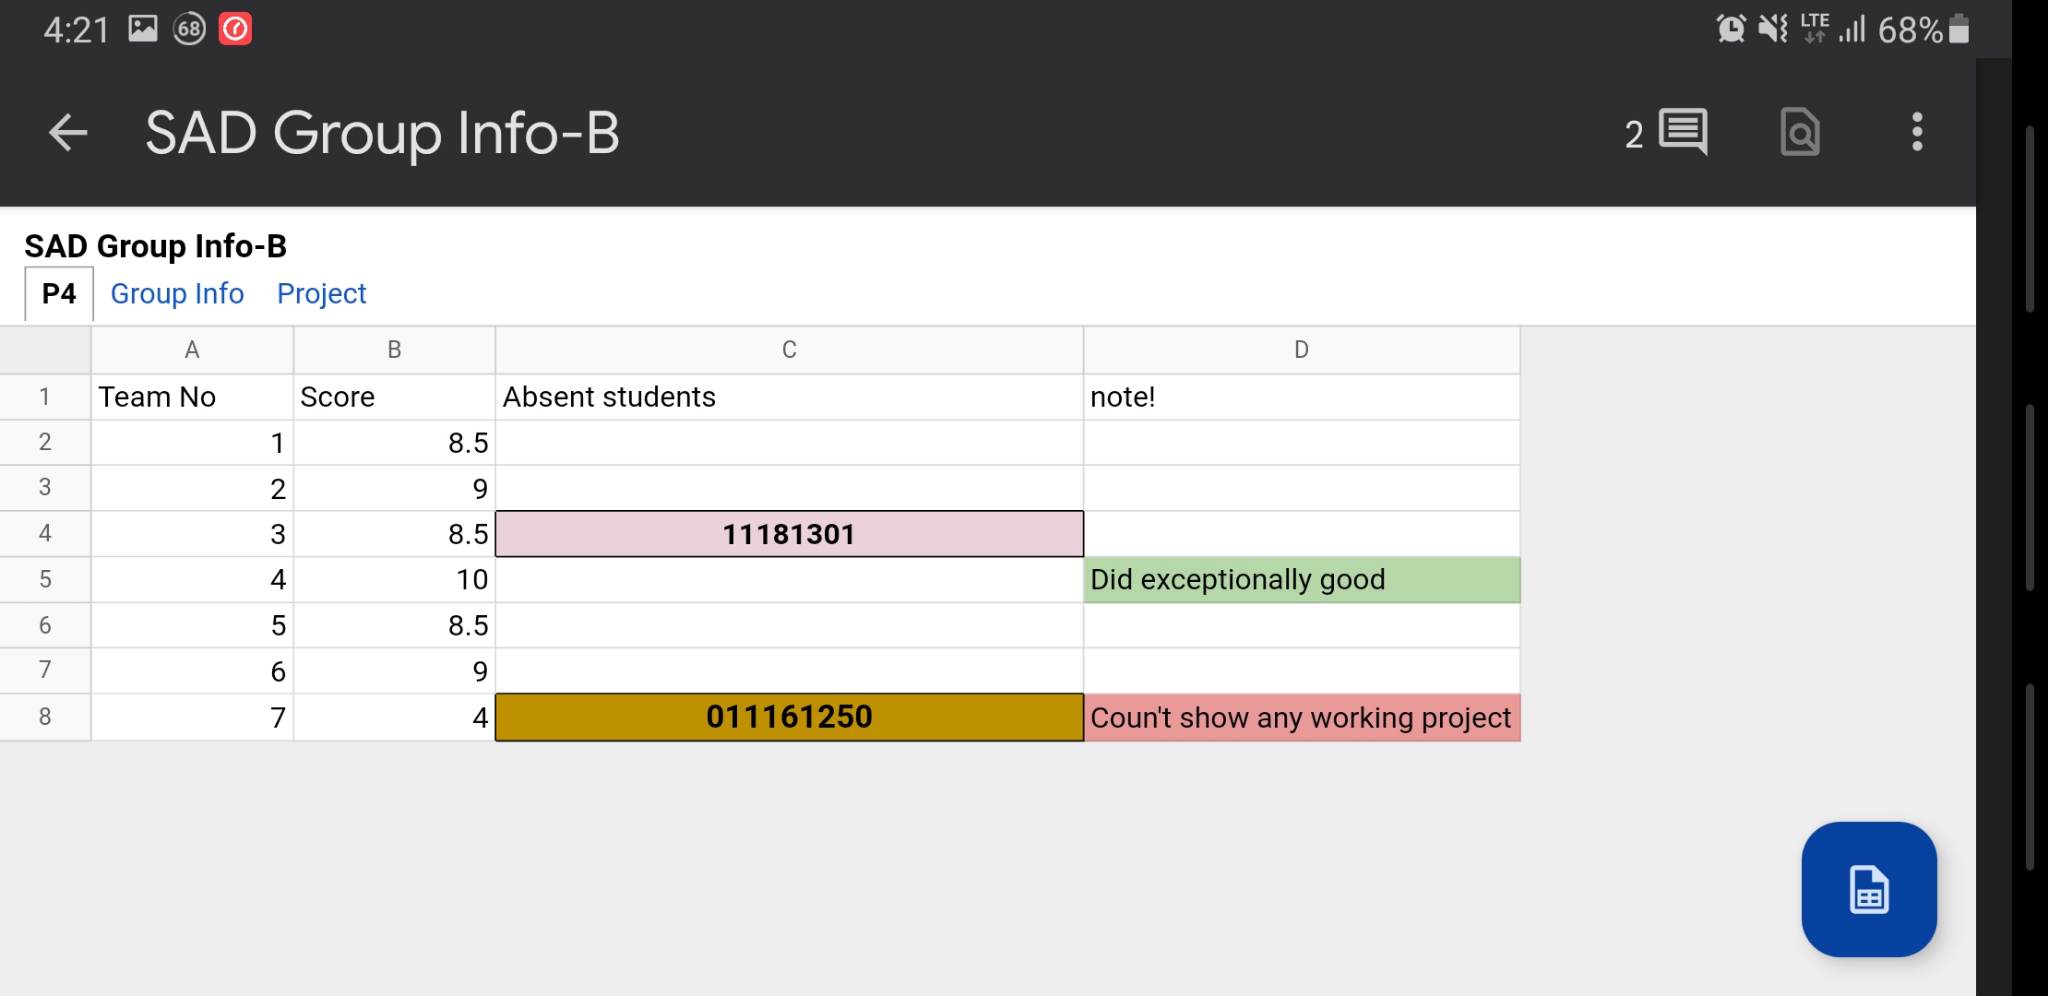 4:21 68 LTE 68%
SAD Group Info-B 2
SAD Group Info-B
P4 Group Info Project
A B C D
1 Team No Score Absent students note!
2 1 8.5
3 2 9
4 3 8.5 11181301
5 4 10 Did exceptionally good
6 5 8.5
7 6 9
8 7 4 011161250 Coun't show any working project